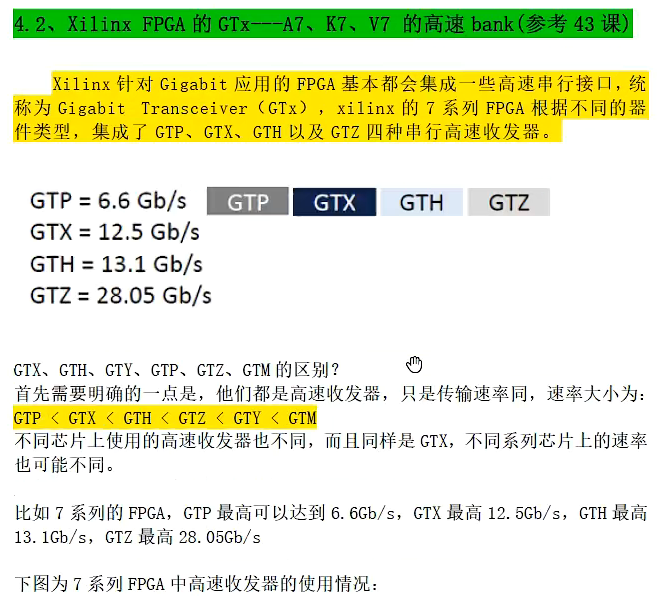 4.2、Xilinx FPGA 的 GTx---A7、K7、V7 的高速 bank(参考 43 课)
Xilinx 针对 Gigabit 应用的 FPGA 基本都会集成一些高速串行接口，统
称为 Gigabit Transceiver（GTx），xilinx 的 7 系列 FPGA 根据不同的器
件类型，集成了 GTP、GTX、GTH 以及 GTZ 四种串行高速收发器。
GTP = 6.6 Gb/s GTP GTX GTH GTZ
GTX = 12.5 Gb/s
GTH = 13.1 Gb/s
GTZ = 28.05 Gb/s
GTX、GTH、GTY、GTP、GTZ、GTM 的区别？
首先需要明确的一点是，他们都是高速收发器，只是传输速率同，速率大小为：
GTP < GTX < GTH < GTZ < GTY < GTM
不同芯片上使用的高速收发器也不同，而且同样是 GTX，不同系列芯片上的速率
也可能不同。
比如 7 系列的 FPGA，GTP 最高可以达到 6.6Gb/s，GTX 最高 12.5Gb/s，GTH 最高
13.1Gb/s，GTZ 最高 28.05Gb/s
下图为 7 系列 FPGA 中高速收发器的使用情况：